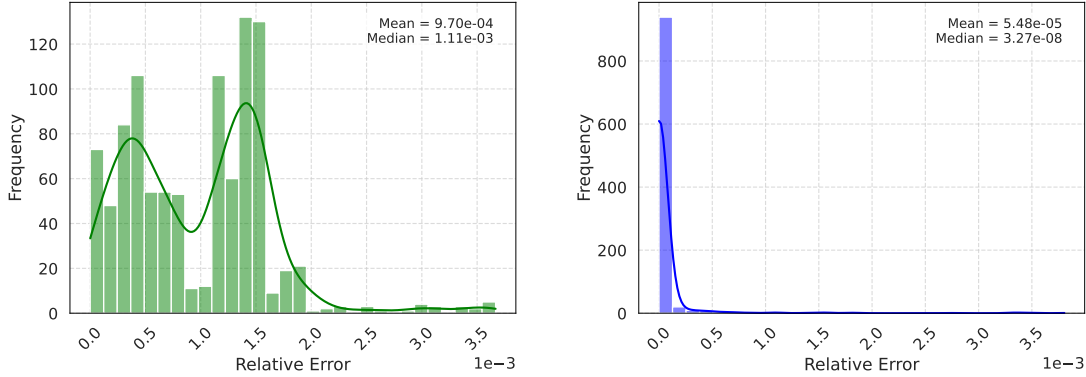 Mean = 9.70e-04
Median = 1.11e-03
Frequency
120
100
80
60
40
20
0
0.0 0.5 1.0 1.5 2.0 2.5 3.0 3.5
Relative Error
1e−3
Mean = 5.48e-05
Median = 3.27e-08
Frequency
800
600
400
200
0
0.0 0.5 1.0 1.5 2.0 2.5 3.0 3.5
Relative Error
1e−3